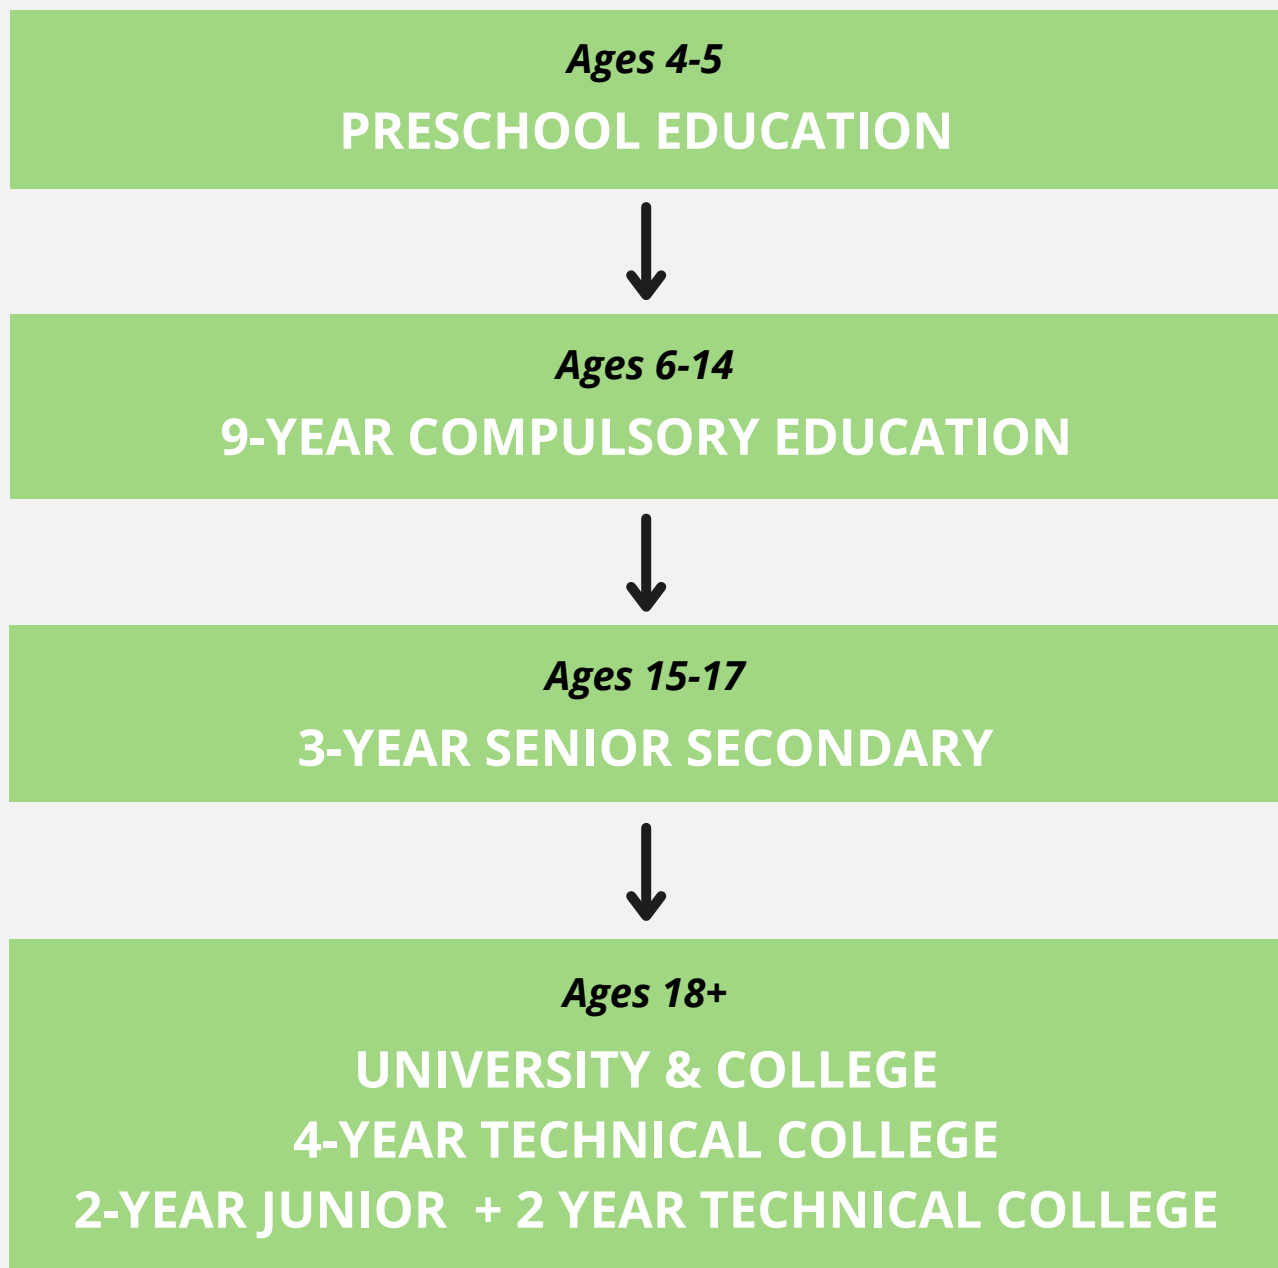 Ages 4-5
PRESCHOOL EDUCATION
Ages 6-14
9-YEAR COMPULSORY EDUCATION
Ages 15-17
3-YEAR SENIOR SECONDARY
Ages 18+
UNIVERSITY & COLLEGE
4-YEAR TECHNICAL COLLEGE
2-YEAR JUNIOR + 2 YEAR TECHNICAL COLLEGE